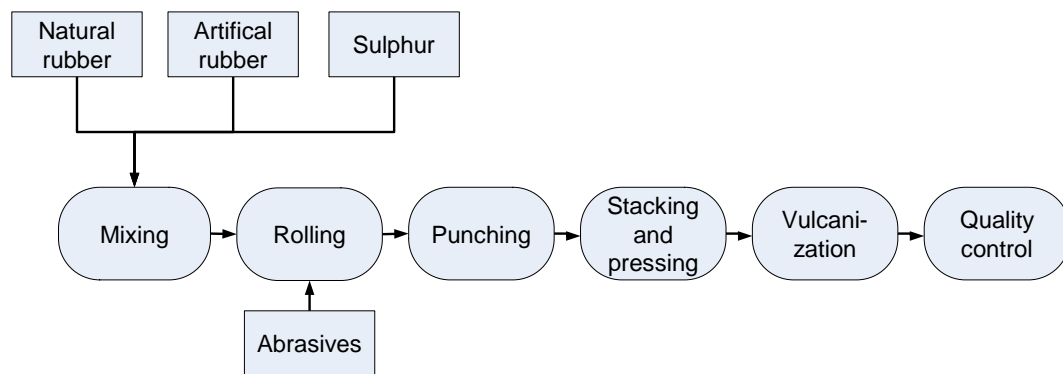 Natural
rubber
Artifical
rubber
Sulphur
Mixing
Rolling
Punching
Stacking
and
pressing
Vulcani-
zation
Quality
control
Abrasives